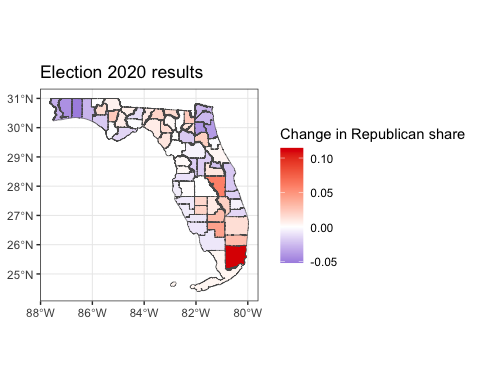 Election 2020 results
31°N
30°N
29°N
28°N
27°N
26°N
25°N
88°W
86°W
84°W
82°W
80°W
Change in Republican share
0.10
0.05
0.00
-0.05